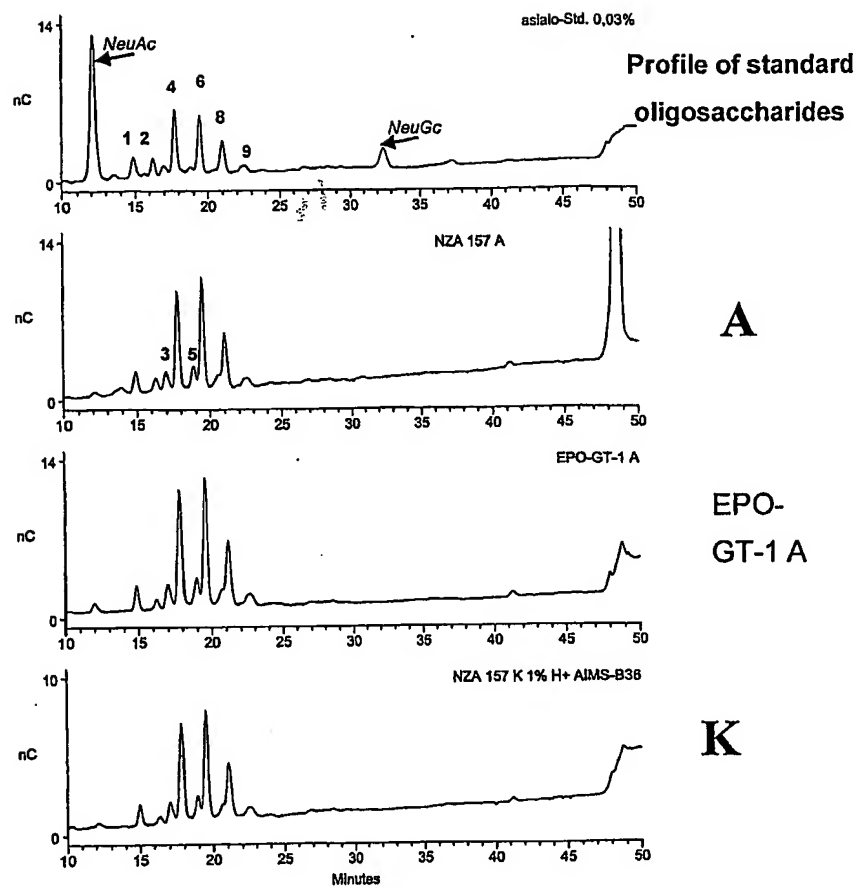 asialo-Std. 0,03%
14
NeuAc
nC
1 2 4 6 8 9
NeuGc
0
10 15 20 25 30 35 40 45 50
Profile of standard
oligosaccharides
NZA 157 A
14
nC
3 5
0
10 15 20 25 30 35 40 45 50
A
EPO-GT-1 A
14
nC
0
10 15 20 25 30 35 40 45 50
EPO-
GT-1 A
NZA 157 K 1% H+ AIMS-B36
10
nC
0
10 15 20 25 30 35 40 45 50
Minutes
K